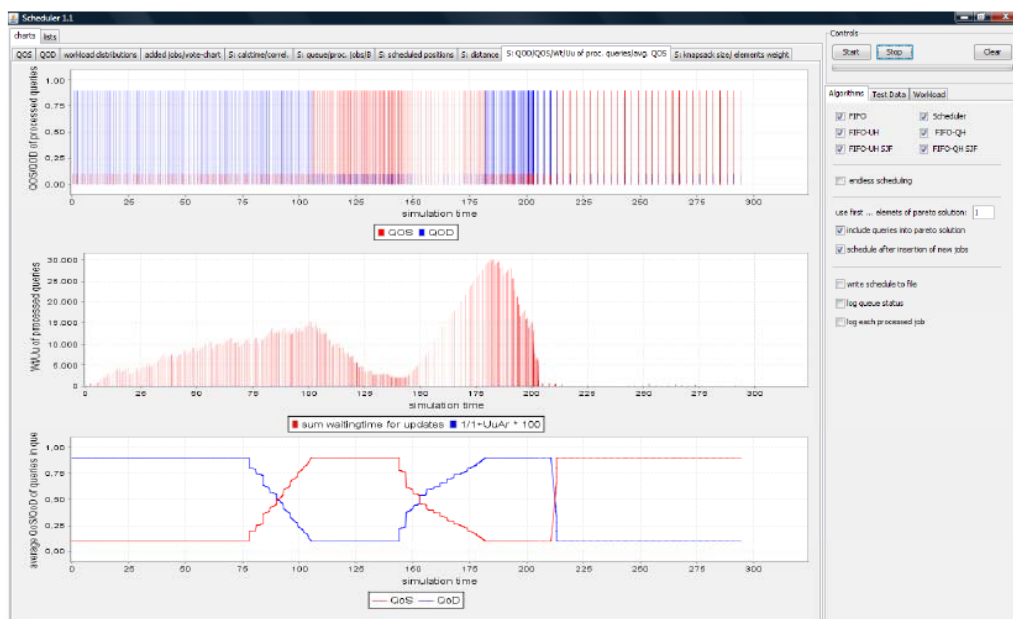 Scheduler 1.1
charts lists
QOS QOD workload distributions added jobs/vote-chart S: calctime/correl. S: queue/proc. jobs/B S: scheduled positions S: distance S: QOD/QOS/Wt/Uu of proc. queries/avg. QOS S: knapsack size/ elements weight
QOS/QOD of processed queries
1.00
0.75
0.50
0.25
0.00
0 25 50 75 100 125 150 175 200 225 250 275 300
simulation time
QOS QOD
Wt/Uu of processed queries
30.000
25.000
20.000
15.000
10.000
5.000
0
0 25 50 75 100 125 150 175 200 225 250 275 300
simulation time
sum waitingtime for updates 1/1+UuAr * 100
average QoS/QoD of queries in que
1,00
0,75
0,50
0,25
0,00
0 25 50 75 100 125 150 175 200 225 250 275 300
simulation time
QoS QoD
Controls
Start Stop Clear
Algorithms Test Data Workload
FIFO Scheduler
FIFO-UH FIFO-QH
FIFO-UH SJF FIFO-QH SJF
endless scheduling
use first ... elemets of pareto solution: 1
include queries into pareto solution
schedule after insertion of new jobs
write schedule to file
log queue status
log each processed job